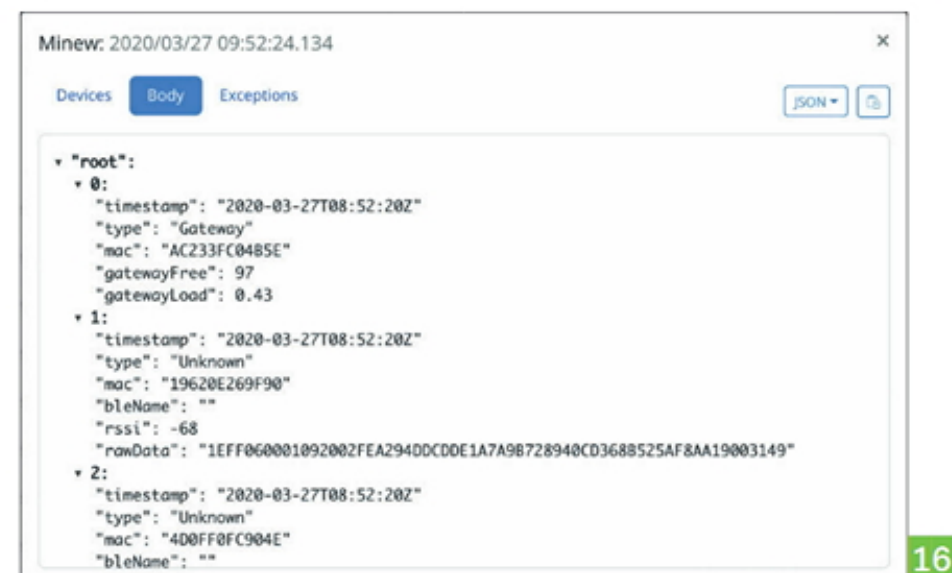 Minew: 2020/03/27 09:52:24.134 ×
Devices Body Exceptions JSON
"root":
0:
"timestamp": "2020-03-27T08:52:20Z"
"type": "Gateway"
"mac": "AC233FC04B5E"
"gatewayFree": 97
"gatewayLoad": 0.43
1:
"timestamp": "2020-03-27T08:52:20Z"
"type": "Unknown"
"mac": "19620E269F90"
"bleName": ""
"rssi": -68
"rawData": "1EFF060001092002FEA294DDCDDE1A7A9B728940CD368B525AF8AA19003149"
2:
"timestamp": "2020-03-27T08:52:20Z"
"type": "Unknown"
"mac": "4D0FF0FC904E"
"bleName": ""
16